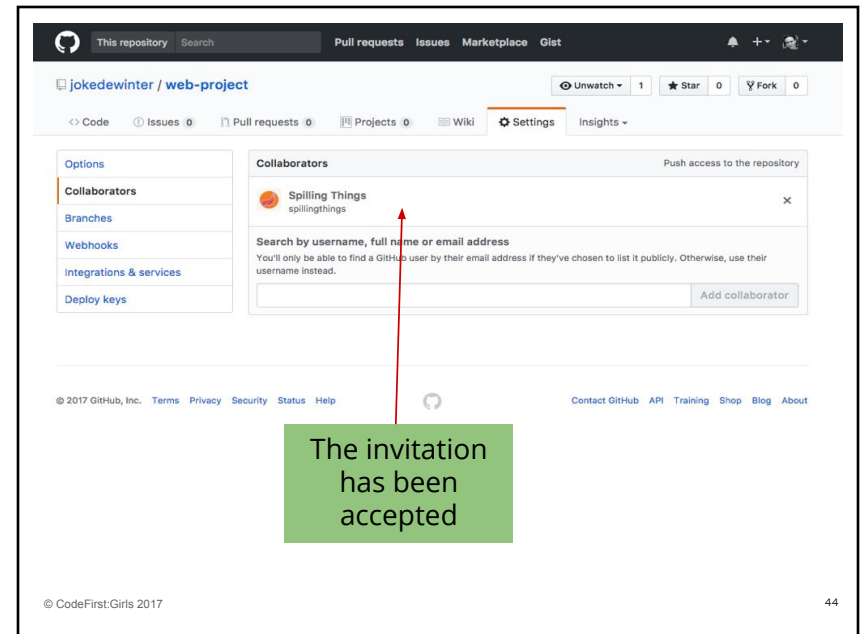 This repository Search Pull requests Issues Marketplace Gist
jokedewinter / web-project Unwatch 1 Star 0 Fork 0
Code Issues 0 Pull requests 0 Projects 0 Wiki Settings Insights
Options
Collaborators
Branches
Webhooks
Integrations & services
Deploy keys
Collaborators Push access to the repository
Spilling Things
spillingthings
Search by username, full name or email address
You'll only be able to find a GitHub user by their email address if they've chosen to list it publicly. Otherwise, use their
username instead.
Add collaborator
© 2017 GitHub, Inc. Terms Privacy Security Status Help Contact GitHub API Training Shop Blog About
The invitation
has been
accepted
© CodeFirst:Girls 2017 44